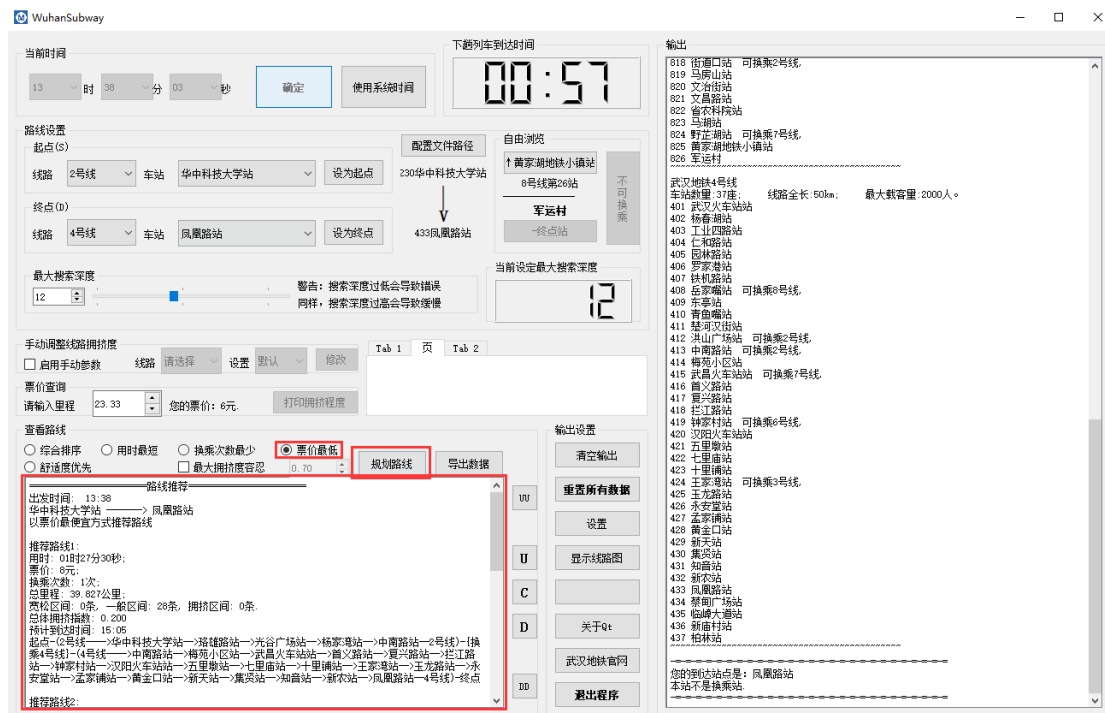 WuhanSubway
当前时间
13 时 38 分 03 秒 确定 使用系统时间
下趟列车到达时间
00:57
路线设置
起点(S)
线路 2号线 车站 华中科技大学站 设为起点
终点(D)
线路 4号线 车站 凤凰路站 设为终点
配置文件路径
230华中科技大学站
433凤凰路站
自由浏览
↑黄家湖地铁小镇站
8号线第26站
军运村
-终点站
不可换乘
最大搜索深度
12
警告：搜索深度过低会导致错误
同样，搜索深度过高会导致缓慢
当前设定最大搜索深度
12
手动调整线路拥挤度
启用手动参数 线路 请选择 设置 默认 修改
Tab 1 页 Tab 2
票价查询
请输入里程 23.33 您的票价：6元. 打印拥挤程度
查看路线
综合排序 用时最短 换乘次数最少 票价最低
舒适度优先 最大拥挤度容忍 0.70 规划路线 导出数据
══════════路线推荐══════════
出发时间： 13:38
华中科技大学站 ———> 凤凰路站
以票价最便宜方式推荐路线
推荐路线1:
用时：01时27分30秒;
票价：8元;
换乘次数：1次;
总里程：39.827公里;
宽松区间：0条，一般区间：28条，拥挤区间：0条.
总体拥挤指数：0.200
预计到达时间：15:05
起点-(2号线——>华中科技大学站—>珞雄路站—>光谷广场站—>杨家湾站—>中南路站—2号线)-{换
乘4号线}-(4号线——>中南路站—>梅苑小区站—>武昌火车站站—>首义路站—>复兴路站—>拦江路
站—>钟家村站—>汉阳火车站站—>五里墩站—>七里庙站—>十里铺站—>王家湾站—>玉龙路站—>永
安堂站—>孟家铺站—>黄金口站—>新天站—>集贤站—>知音站—>新农站—>凤凰路站—4号线)-终点
推荐路线2:
UU
U
C
D
DD
输出设置
清空输出
重置所有数据
设置
显示线路图
关于Qt
武汉地铁官网
退出程序
输出
818 街道口站 可换乘2号线,
819 马房山站
820 文治街站
821 文昌路站
822 省农科院站
823 马湖站
824 野芷湖站 可换乘7号线,
825 黄家湖地铁小镇站
826 军运村
~~~~~~~~~~~~~~~~~~~~~~~~~~~~~~~~~~~~~~~~
武汉地铁4号线
车站数量:37座; 线路全长:50km; 最大载客量:2000人。
401 武汉火车站站
402 杨春湖站
403 工业四路站
404 仁和路站
405 园林路站
406 罗家港站
407 铁机路站
408 岳家嘴站 可换乘8号线,
409 东亭站
410 青鱼嘴站
411 楚河汉街站
412 洪山广场站 可换乘2号线,
413 中南路站 可换乘2号线,
414 梅苑小区站
415 武昌火车站站 可换乘7号线,
416 首义路站
417 复兴路站
418 拦江路站
419 钟家村站 可换乘6号线,
420 汉阳火车站站
421 五里墩站
422 七里庙站
423 十里铺站
424 王家湾站 可换乘3号线,
425 玉龙路站
426 永安堂站
427 孟家铺站
428 黄金口站
429 新天站
430 集贤站
431 知音站
432 新农站
433 凤凰路站
434 蔡甸广场站
435 临嶂大道站
436 新庙村站
437 柏林站
-=-=-=-=-=-=-=-=-=-=-=-=-=-=-=-=-=-=-
您的到达站点是：凤凰路站
本站不是换乘站.
-=-=-=-=-=-=-=-=-=-=-=-=-=-=-=-=-=-=-